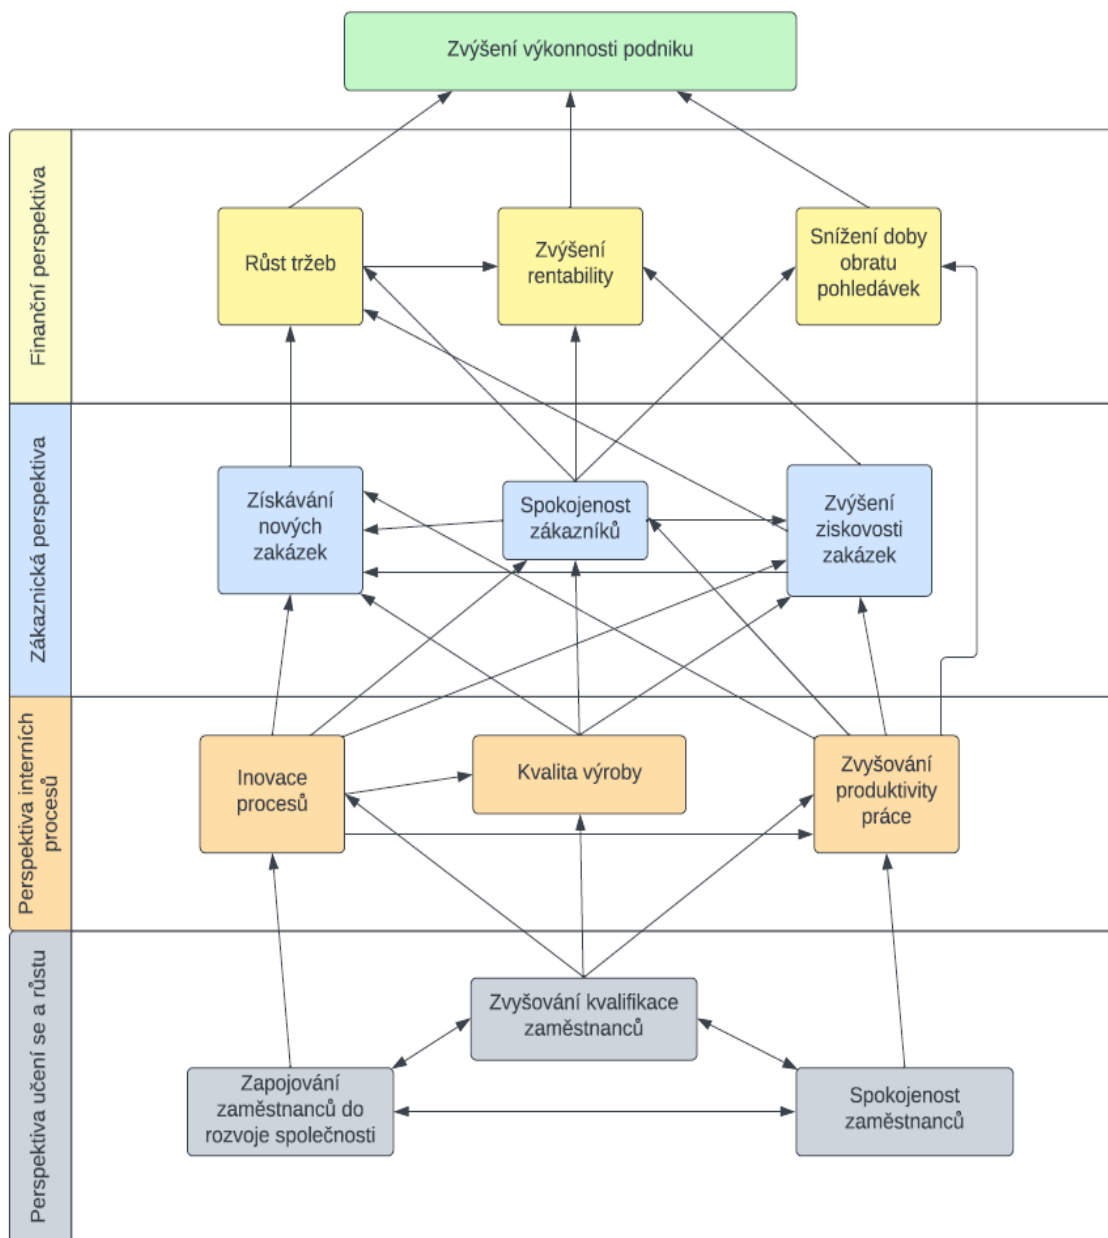 Zvýšení výkonnosti podniku
Finanční perspektiva
Růst tržeb
Zvýšení
rentability
Snížení doby
obratu
pohledávek
Zákaznická perspektiva
Získávání
nových
zakázek
Spokojenost
zákazníků
Zvýšení
ziskovosti
zakázek
Perspektiva interních
procesů
Inovace
procesů
Kvalita výroby
Zvyšování
produktivity
práce
Perspektiva učení se a růstu
Zvyšování kvalifikace
zaměstnanců
Zapojování
zaměstnanců do
rozvoje společnosti
Spokojenost
zaměstnanců